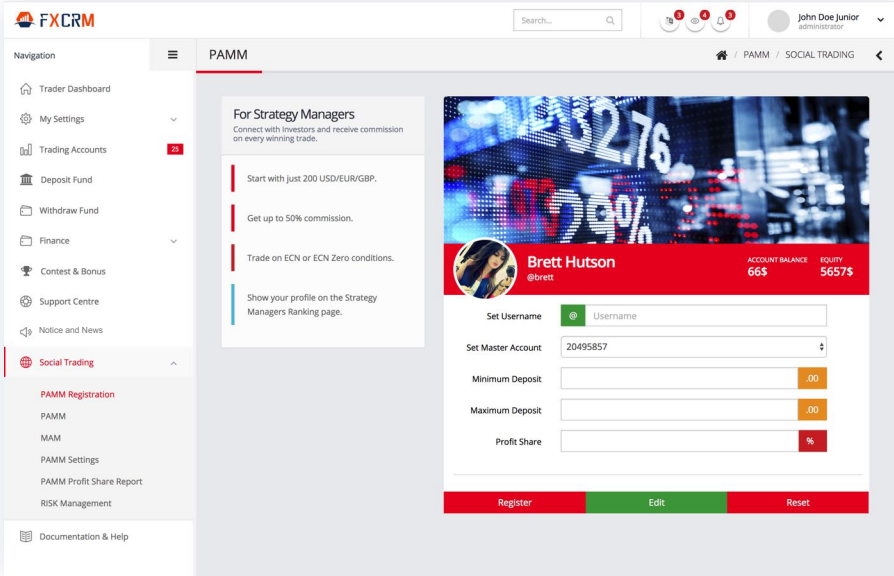 FXCRM
Search...
3
4
3
John Doe Junior
administrator
Navigation
PAMM
/ PAMM / SOCIAL TRADING
Trader Dashboard
My Settings
Trading Accounts
25
Deposit Fund
Withdraw Fund
Finance
Contest & Bonus
Support Centre
Notice and News
Social Trading
PAMM Registration
PAMM
MAM
PAMM Settings
PAMM Profit Share Report
RISK Management
Documentation & Help
For Strategy Managers
Connect with Investors and receive commission
on every winning trade.
Start with just 200 USD/EUR/GBP.
Get up to 50% commission.
Trade on ECN or ECN Zero conditions.
Show your profile on the Strategy
Managers Ranking page.
Brett Hutson
@brett
ACCOUNT BALANCE
66$
EQUITY
5657$
Set Username
@
Username
Set Master Account
20495857
Minimum Deposit
.00
Maximum Deposit
.00
Profit Share
%
Register
Edit
Reset